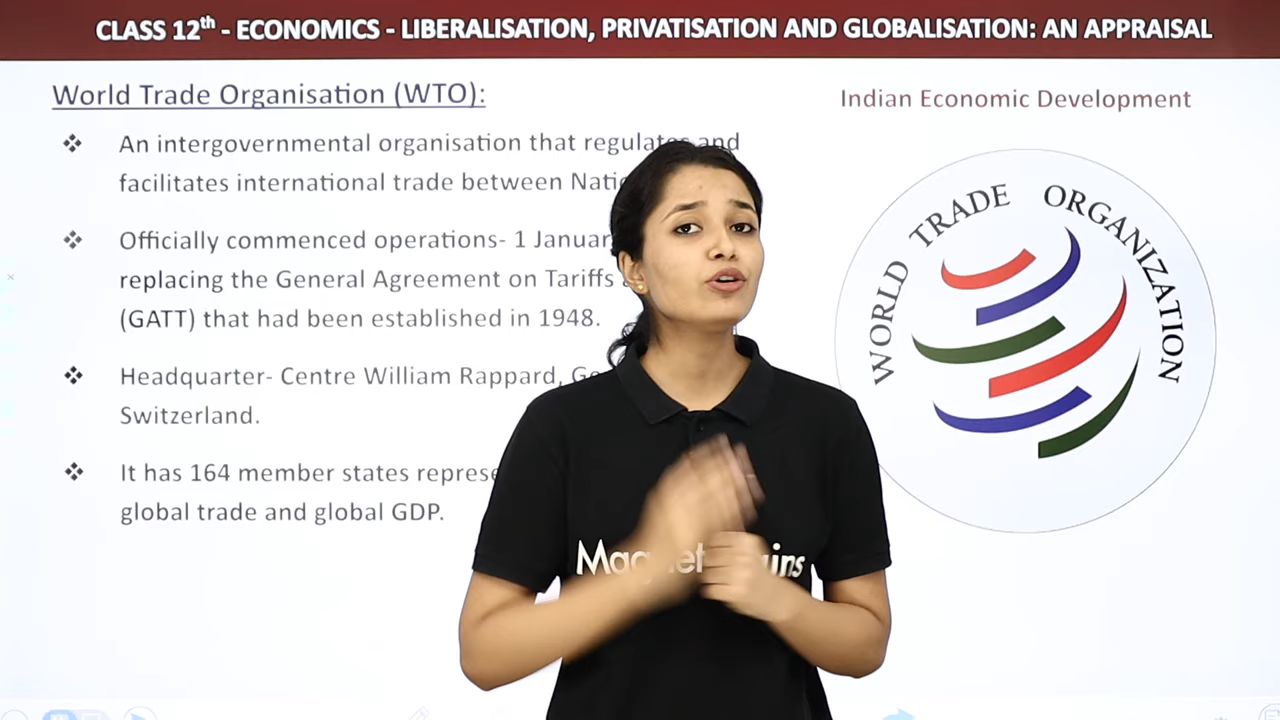 CLASS 12th - ECONOMICS - LIBERALISATION, PRIVATISATION AND GLOBALISATION: AN APPRAISAL
World Trade Organisation (WTO):
Indian Economic Development
An intergovernmental organisation that regulates and
facilitates international trade between
Officially commenced operations- 1
replacing the General Agreement on Tariffs
(GATT) that had been established in 1948.
Headquarter- Centre William Rappard,
Switzerland.
It has 164 member states
global trade and global GDP.
WORLD TRADE ORGANIZATION